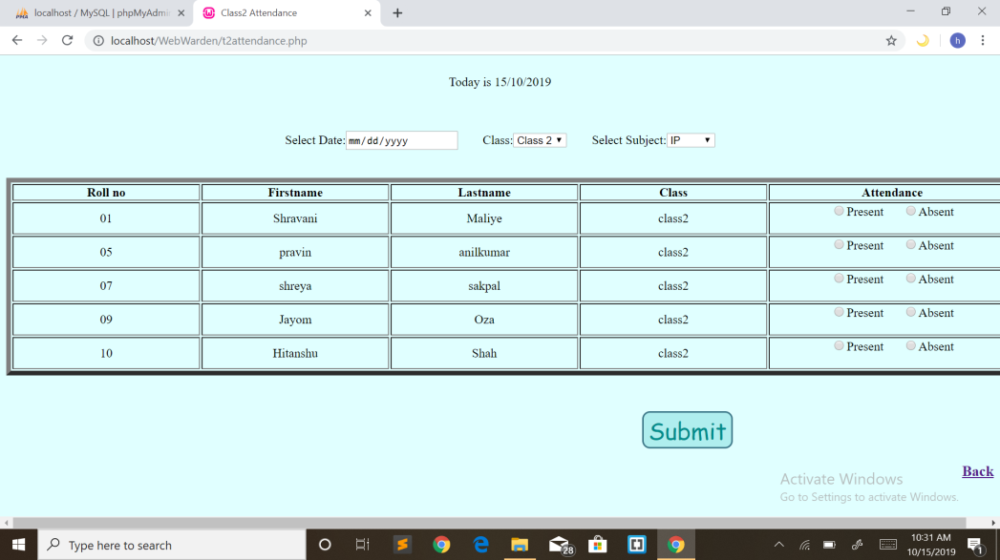 localhost / MySQL | phpMyAdmi
Class2 Attendance
localhost/WebWarden/t2attendance.php
h
Today is 15/10/2019
Select Date: mm/dd/yyyy Class: Class 2 Select Subject: IP
Roll no Firstname Lastname Class Attendance
01 Shravani Maliye class2 Present Absent
05 pravin anilkumar class2 Present Absent
07 shreya sakpal class2 Present Absent
09 Jayom Oza class2 Present Absent
10 Hitanshu Shah class2 Present Absent
Submit
Back
Activate Windows
Go to Settings to activate Windows.
Type here to search
28
10:31 AM
10/15/2019
1